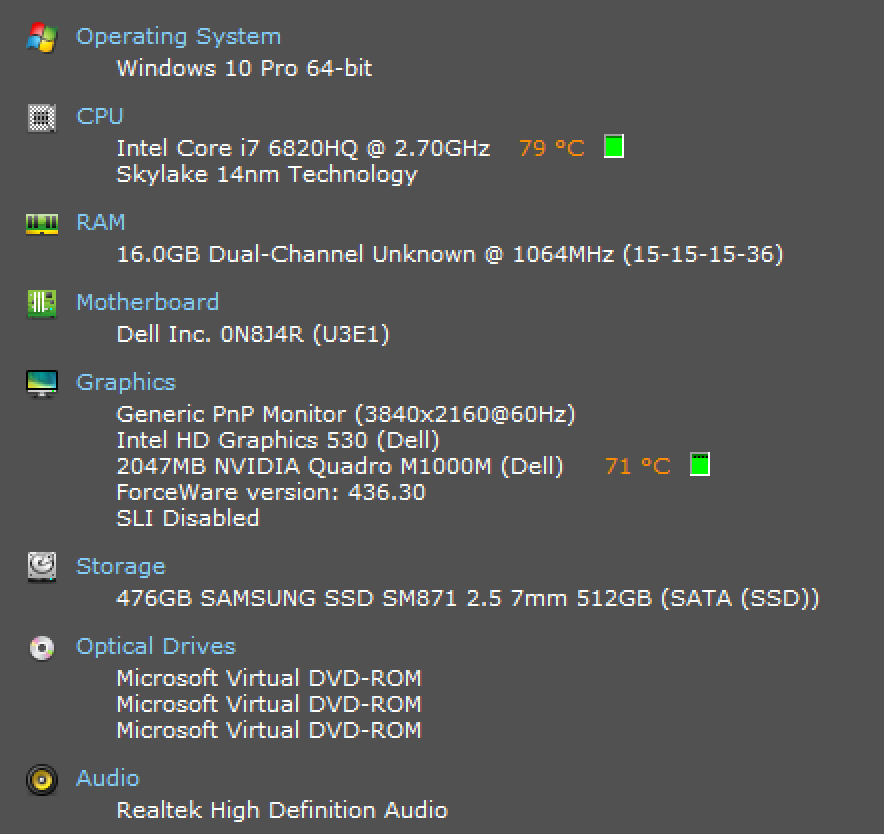 Operating System
Windows 10 Pro 64-bit
CPU
Intel Core i7 6820HQ @ 2.70GHz 79 °C
Skylake 14nm Technology
RAM
16.0GB Dual-Channel Unknown @ 1064MHz (15-15-15-36)
Motherboard
Dell Inc. 0N8J4R (U3E1)
Graphics
Generic PnP Monitor (3840x2160@60Hz)
Intel HD Graphics 530 (Dell)
2047MB NVIDIA Quadro M1000M (Dell) 71 °C
ForceWare version: 436.30
SLI Disabled
Storage
476GB SAMSUNG SSD SM871 2.5 7mm 512GB (SATA (SSD))
Optical Drives
Microsoft Virtual DVD-ROM
Microsoft Virtual DVD-ROM
Microsoft Virtual DVD-ROM
Audio
Realtek High Definition Audio